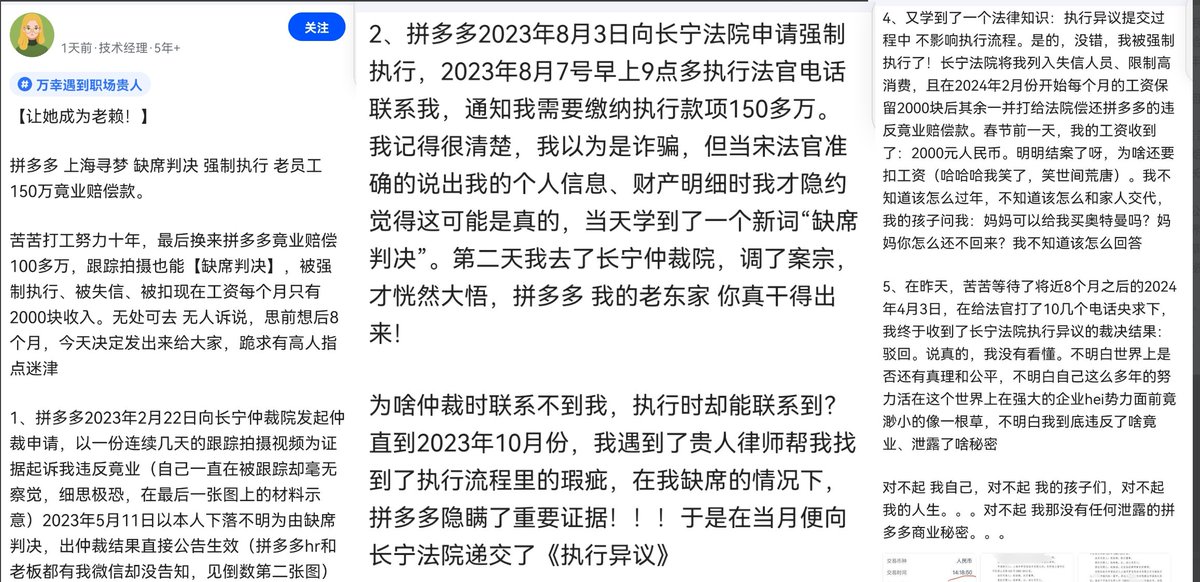 关注
1天前·技术经理·5年+
# 万幸遇到职场贵人
【让她成为老赖！】
拼多多 上海寻梦 缺席判决 强制执行 老员工
150万竟业赔偿款。
苦苦打工努力十年，最后换来拼多多竟业赔偿
100多万，跟踪拍摄也能【缺席判决】，被强
制执行、被失信、被扣现在工资每个月只有
2000块收入。无处可去 无人诉说，思前想后8
个月，今天决定发出来给大家，跪求有高人指
点迷津
1、拼多多2023年2月22日向长宁仲裁院发起仲
裁申请，以一份连续几天的跟踪拍摄视频为证
据起诉我违反竟业（自己一直在被跟踪却毫无
察觉，细思极恐，在最后一张图上的材料示
意）2023年5月11日以本人下落不明为由缺席
判决，出仲裁结果直接公告生效（拼多多hr和
老板都有我微信却没告知，见倒数第二张图）
2、拼多多2023年8月3日向长宁法院申请强制
执行，2023年8月7号早上9点多执行法官电话
联系我，通知我需要缴纳执行款项150多万。
我记得很清楚，我以为是诈骗，但当宋法官准
确的说出我的个人信息、财产明细时我才隐约
觉得这可能是真的，当天学到了一个新词“缺席
判决”。第二天我去了长宁仲裁院，调了案宗，
才恍然大悟，拼多多 我的老东家 你真干得出
来！
为啥仲裁时联系不到我，执行时却能联系到？
直到2023年10月份，我遇到了贵人律师帮我找
到了执行流程里的瑕疵，在我缺席的情况下，
拼多多隐瞒了重要证据！！！于是在当月便向
长宁法院递交了《执行异议》
4、又学到了一个法律知识：执行异议提交过
程中 不影响执行流程。是的，没错，我被强制
执行了！长宁法院将我列入失信人员、限制高
消费，且在2024年2月份开始每个月的工资保
留2000块后其余一并打给法院偿还拼多多的违
反竟业赔偿款。春节前一天，我的工资收到
了：2000元人民币。明明结案了呀，为啥还要
扣工资（哈哈哈我笑了，笑世间荒唐）。我不
知道该怎么过年，不知道该怎么和家人交代，
我的孩子问我：妈妈可以给我买奥特曼吗？妈
妈你怎么还不回来？我不知道该怎么回答
5、在昨天，苦苦等待了将近8个月之后的2024
年4月3日，在给法官打了10几个电话央求下，
我终于收到了长宁法院执行异议的裁决结果：
驳回。说真的，我没有看懂。不明白世界上是
否还有真理和公平，不明白自己这么多年的努
力活在这个世界上在强大的企业hei势力面前竟
渺小的像一根草，不明白我到底违反了啥竟
业、泄露了啥秘密
对不起 我自己，对不起 我的孩子们，对不起
我的人生。。。对不起 我那没有任何泄露的拼
多多商业秘密。。。
交易币种 人民币
交易时间 14:18:50